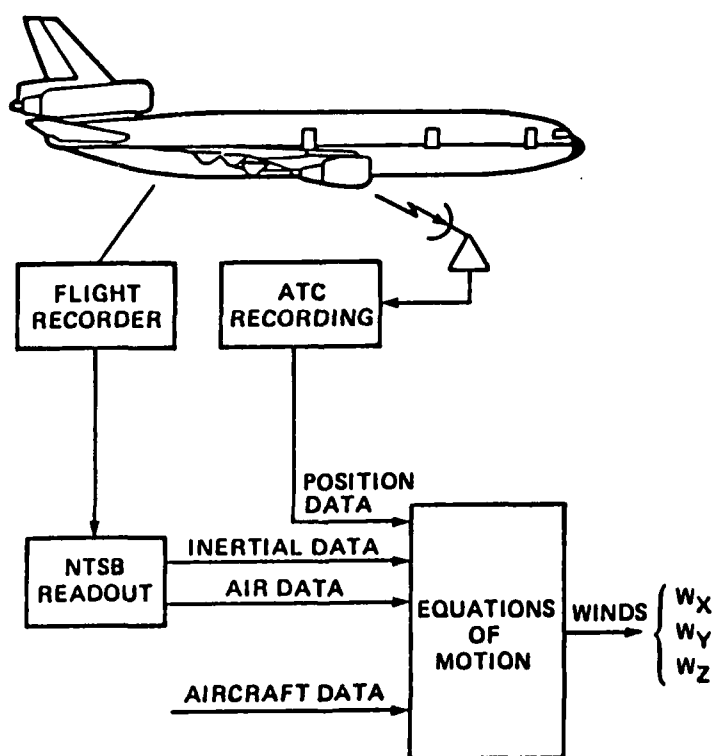 FLIGHT
RECORDER
ATC
RECORDING
POSITION
DATA
NTSB
READOUT
INERTIAL DATA
AIR DATA
AIRCRAFT DATA
EQUATIONS
OF
MOTION
WINDS
WX
WY
WZ